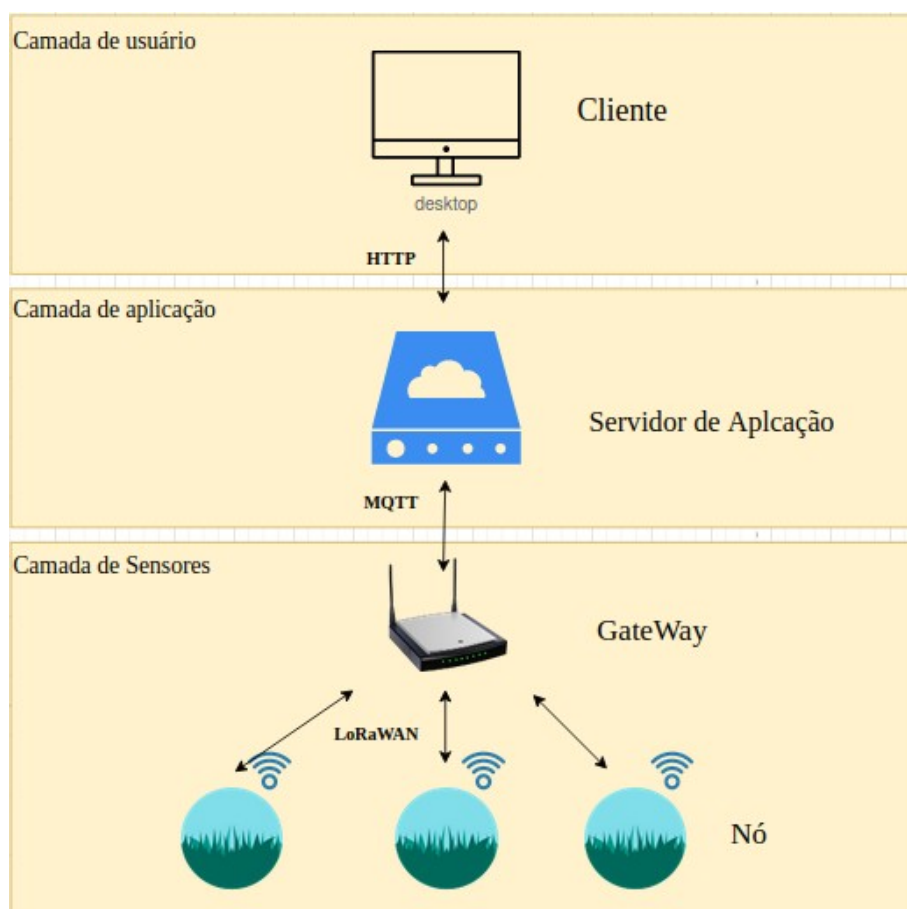 Camada de usuário
Cliente
desktop
HTTP
Camada de aplicação
Servidor de Aplcação
MQTT
Camada de Sensores
GateWay
LoRaWAN
Nó